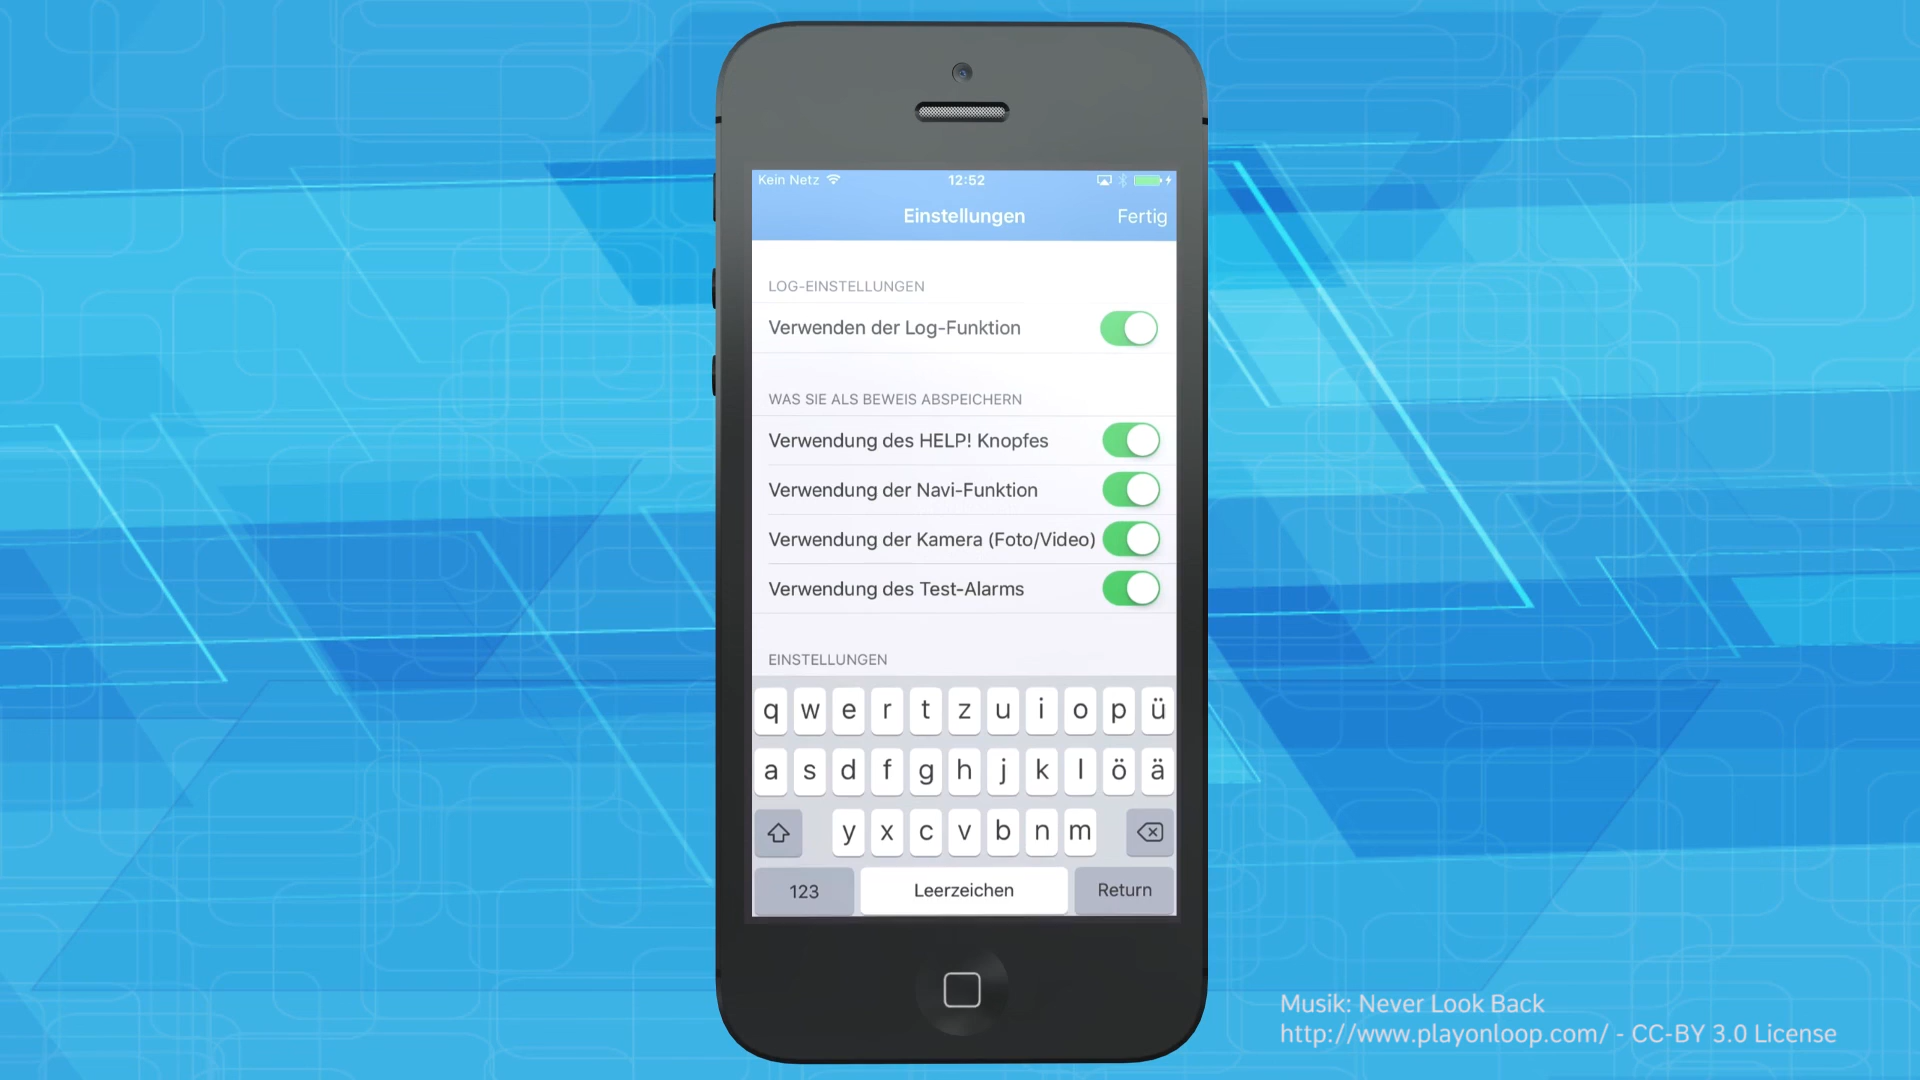 Kein Netz 12:52
Einstellungen Fertig
LOG-EINSTELLUNGEN
Verwenden der Log-Funktion
WAS SIE ALS BEWEIS ABSPEICHERN
Verwendung des HELP! Knopfes
Verwendung der Navi-Funktion
Verwendung der Kamera (Foto/Video)
Verwendung des Test-Alarms
EINSTELLUNGEN
q w e r t z u i o p ü
a s d f g h j k l ö ä
y x c v b n m
123 Leerzeichen Return
Musik: Never Look Back
http://www.playonloop.com/ - CC-BY 3.0 License